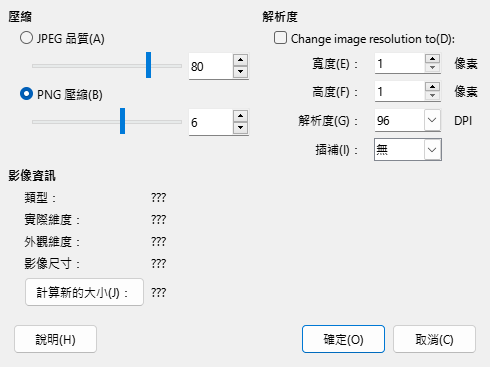 壓縮
JPEG 品質(A)
80
PNG 壓縮(B)
6
解析度
Change image resolution to(D):
寬度(E)： 1 像素
高度(F)： 1 像素
解析度(G)： 96 DPI
插補(I)： 無
影像資訊
類型： ???
實際維度： ???
外觀維度： ???
影像尺寸： ???
計算新的大小(J)： ???
說明(H)
確定(O)
取消(C)